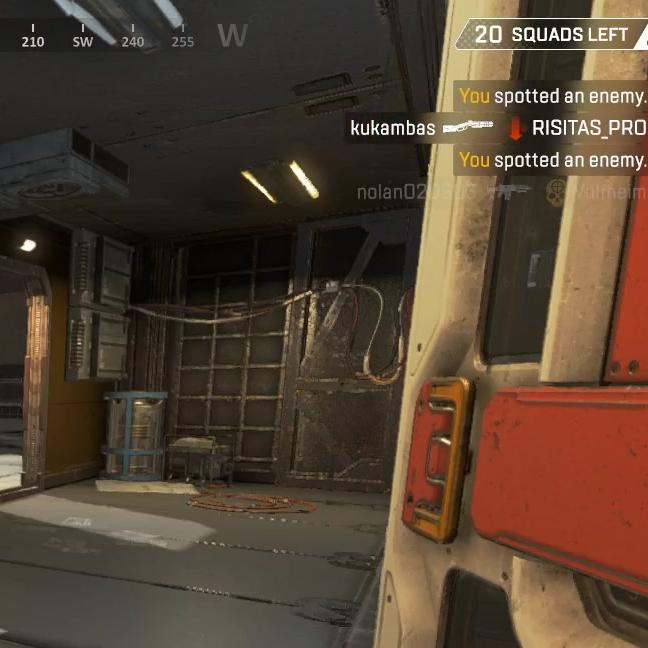 210 SW 240 255 W
20 SQUADS LEFT
You spotted an enemy.
kukambas RISITAS_PRO
You spotted an enemy.